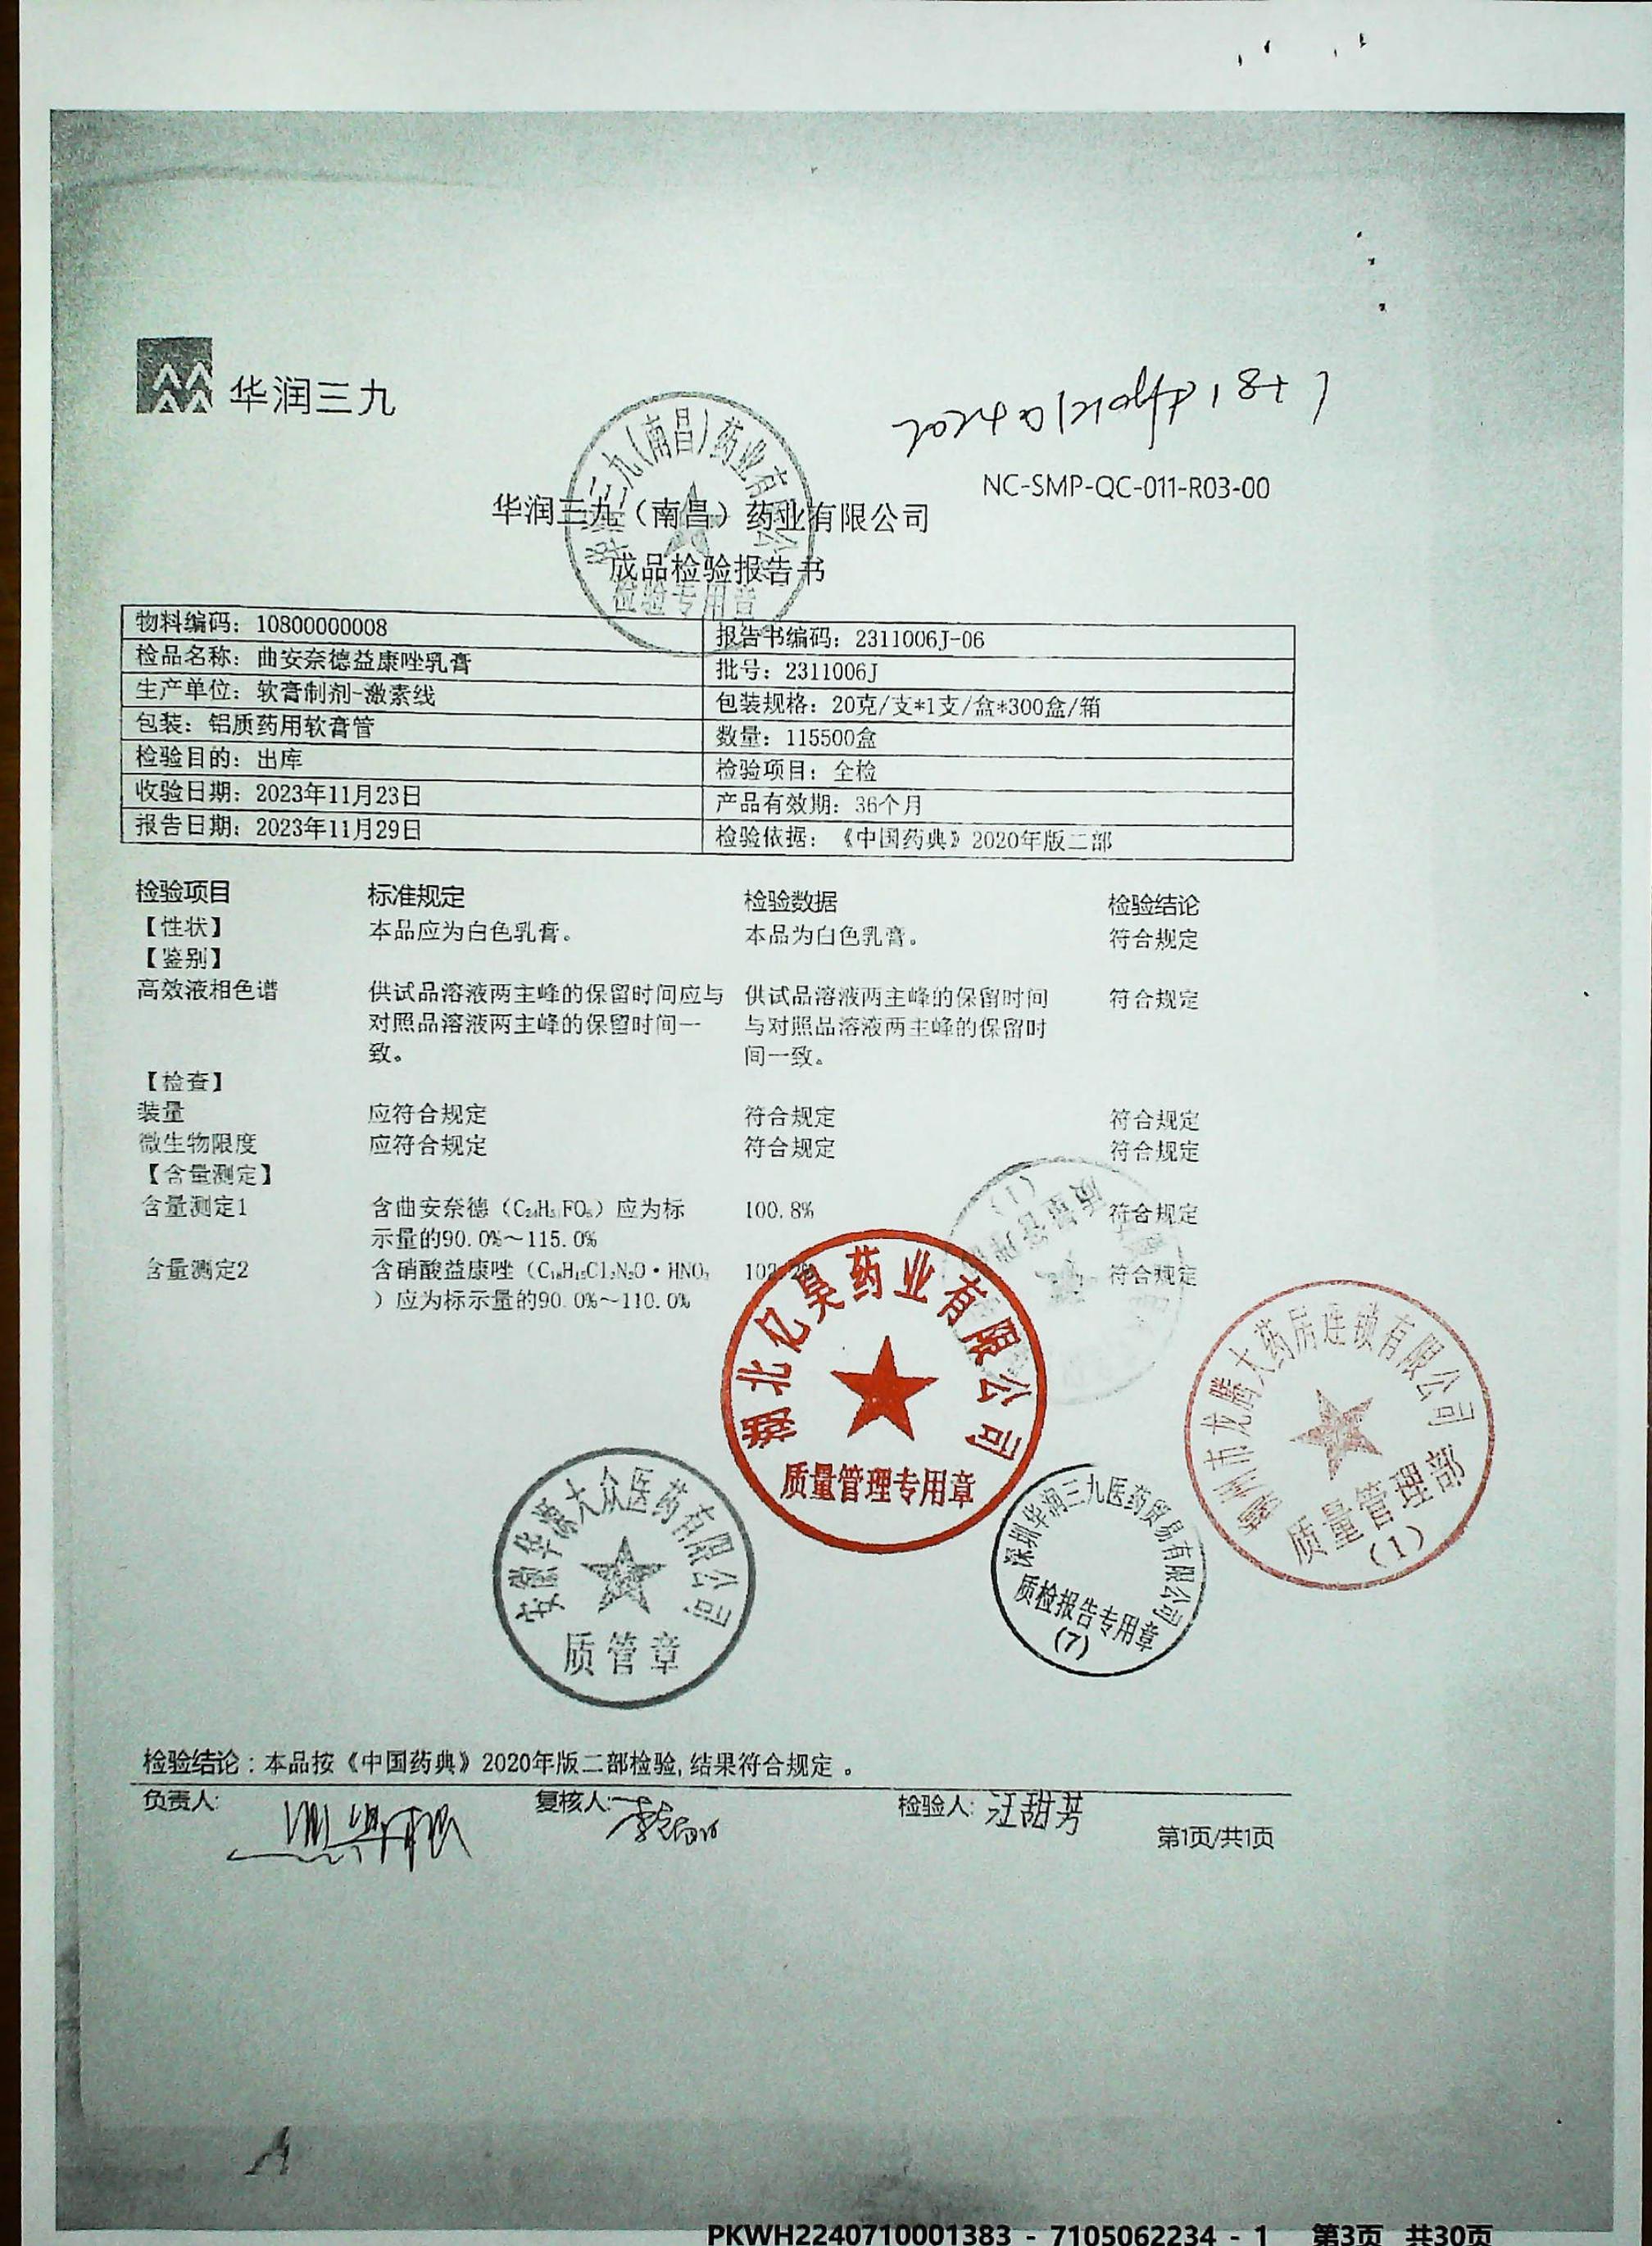 华润三九
NC-SMP-QC-011-R03-00
华润三九（南昌）药业有限公司
成品检验报告书
检验专用章
物料编码：10800000008 报告书编码：2311006J-06
检品名称：曲安奈德益康唑乳膏 批号：2311006J
生产单位：软膏制剂-激素线 包装规格：20克/支*1支/盒*300盒/箱
包装：铝质药用软膏管 数量：115500盒
检验目的：出库 检验项目：全检
收验日期：2023年11月23日 产品有效期：36个月
报告日期：2023年11月29日 检验依据：《中国药典》2020年版二部
检验项目 标准规定 检验数据 检验结论
【性状】 本品应为白色乳膏。 本品为白色乳膏。 符合规定
【鉴别】
高效液相色谱 供试品溶液两主峰的保留时间应与 供试品溶液两主峰的保留时间 符合规定
对照品溶液两主峰的保留时间一 与对照品溶液两主峰的保留时
致。 间一致。
【检查】
装量 应符合规定 符合规定 符合规定
微生物限度 应符合规定 符合规定 符合规定
【含量测定】
含量测定1 含曲安奈德（）应为标 100.8% 符合规定
示量的90.0%～115.0%
含量测定2 含硝酸益康唑（ 符合规定
）应为标示量的90.0%～110.0%
湖北亿昊药业有限公司
质量管理专用章
市龙腾大药房连锁有限公司
质量管理部
(1)
安徽华源大众医药有限公司
质管章
深圳华润三九医药贸易有限公司
质检报告专用章
(7)
检验结论：本品按《中国药典》2020年版二部检验,结果符合规定。
负责人: 复核人: 检验人: 汪甜芳
第1页/共1页
PKWH2240710001383 - 7105062234 - 1 第3页 共30页